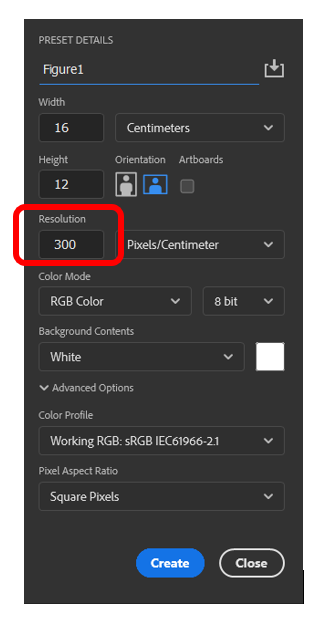 PRESET DETAILS
Figure1
Width
16 Centimeters
Height Orientation Artboards
12
Resolution
300 Pixels/Centimeter
Color Mode
RGB Color 8 bit
Background Contents
White
Advanced Options
Color Profile
Working RGB: sRGB IEC61966-2.1
Pixel Aspect Ratio
Square Pixels
Create Close